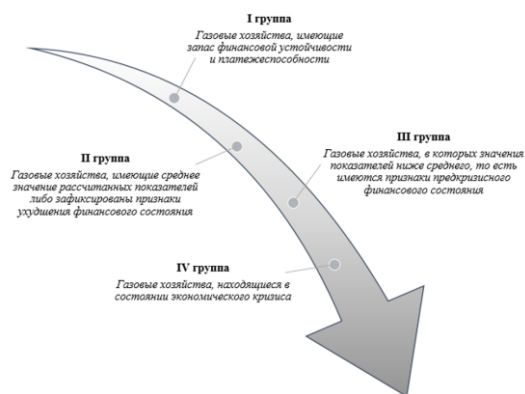 I группа
Газовые хозяйства, имеющие
запас финансовой устойчивости
и платежеспособности
II группа
Газовые хозяйства, имеющие среднее
значение рассчитанных показателей
либо зафиксированы признаки
ухудшения финансового состояния
III группа
Газовые хозяйства, в которых значения
показателей ниже среднего, то есть
имеются признаки предкризисного
финансового состояния
IV группа
Газовые хозяйства, находящиеся в
состоянии экономического кризиса